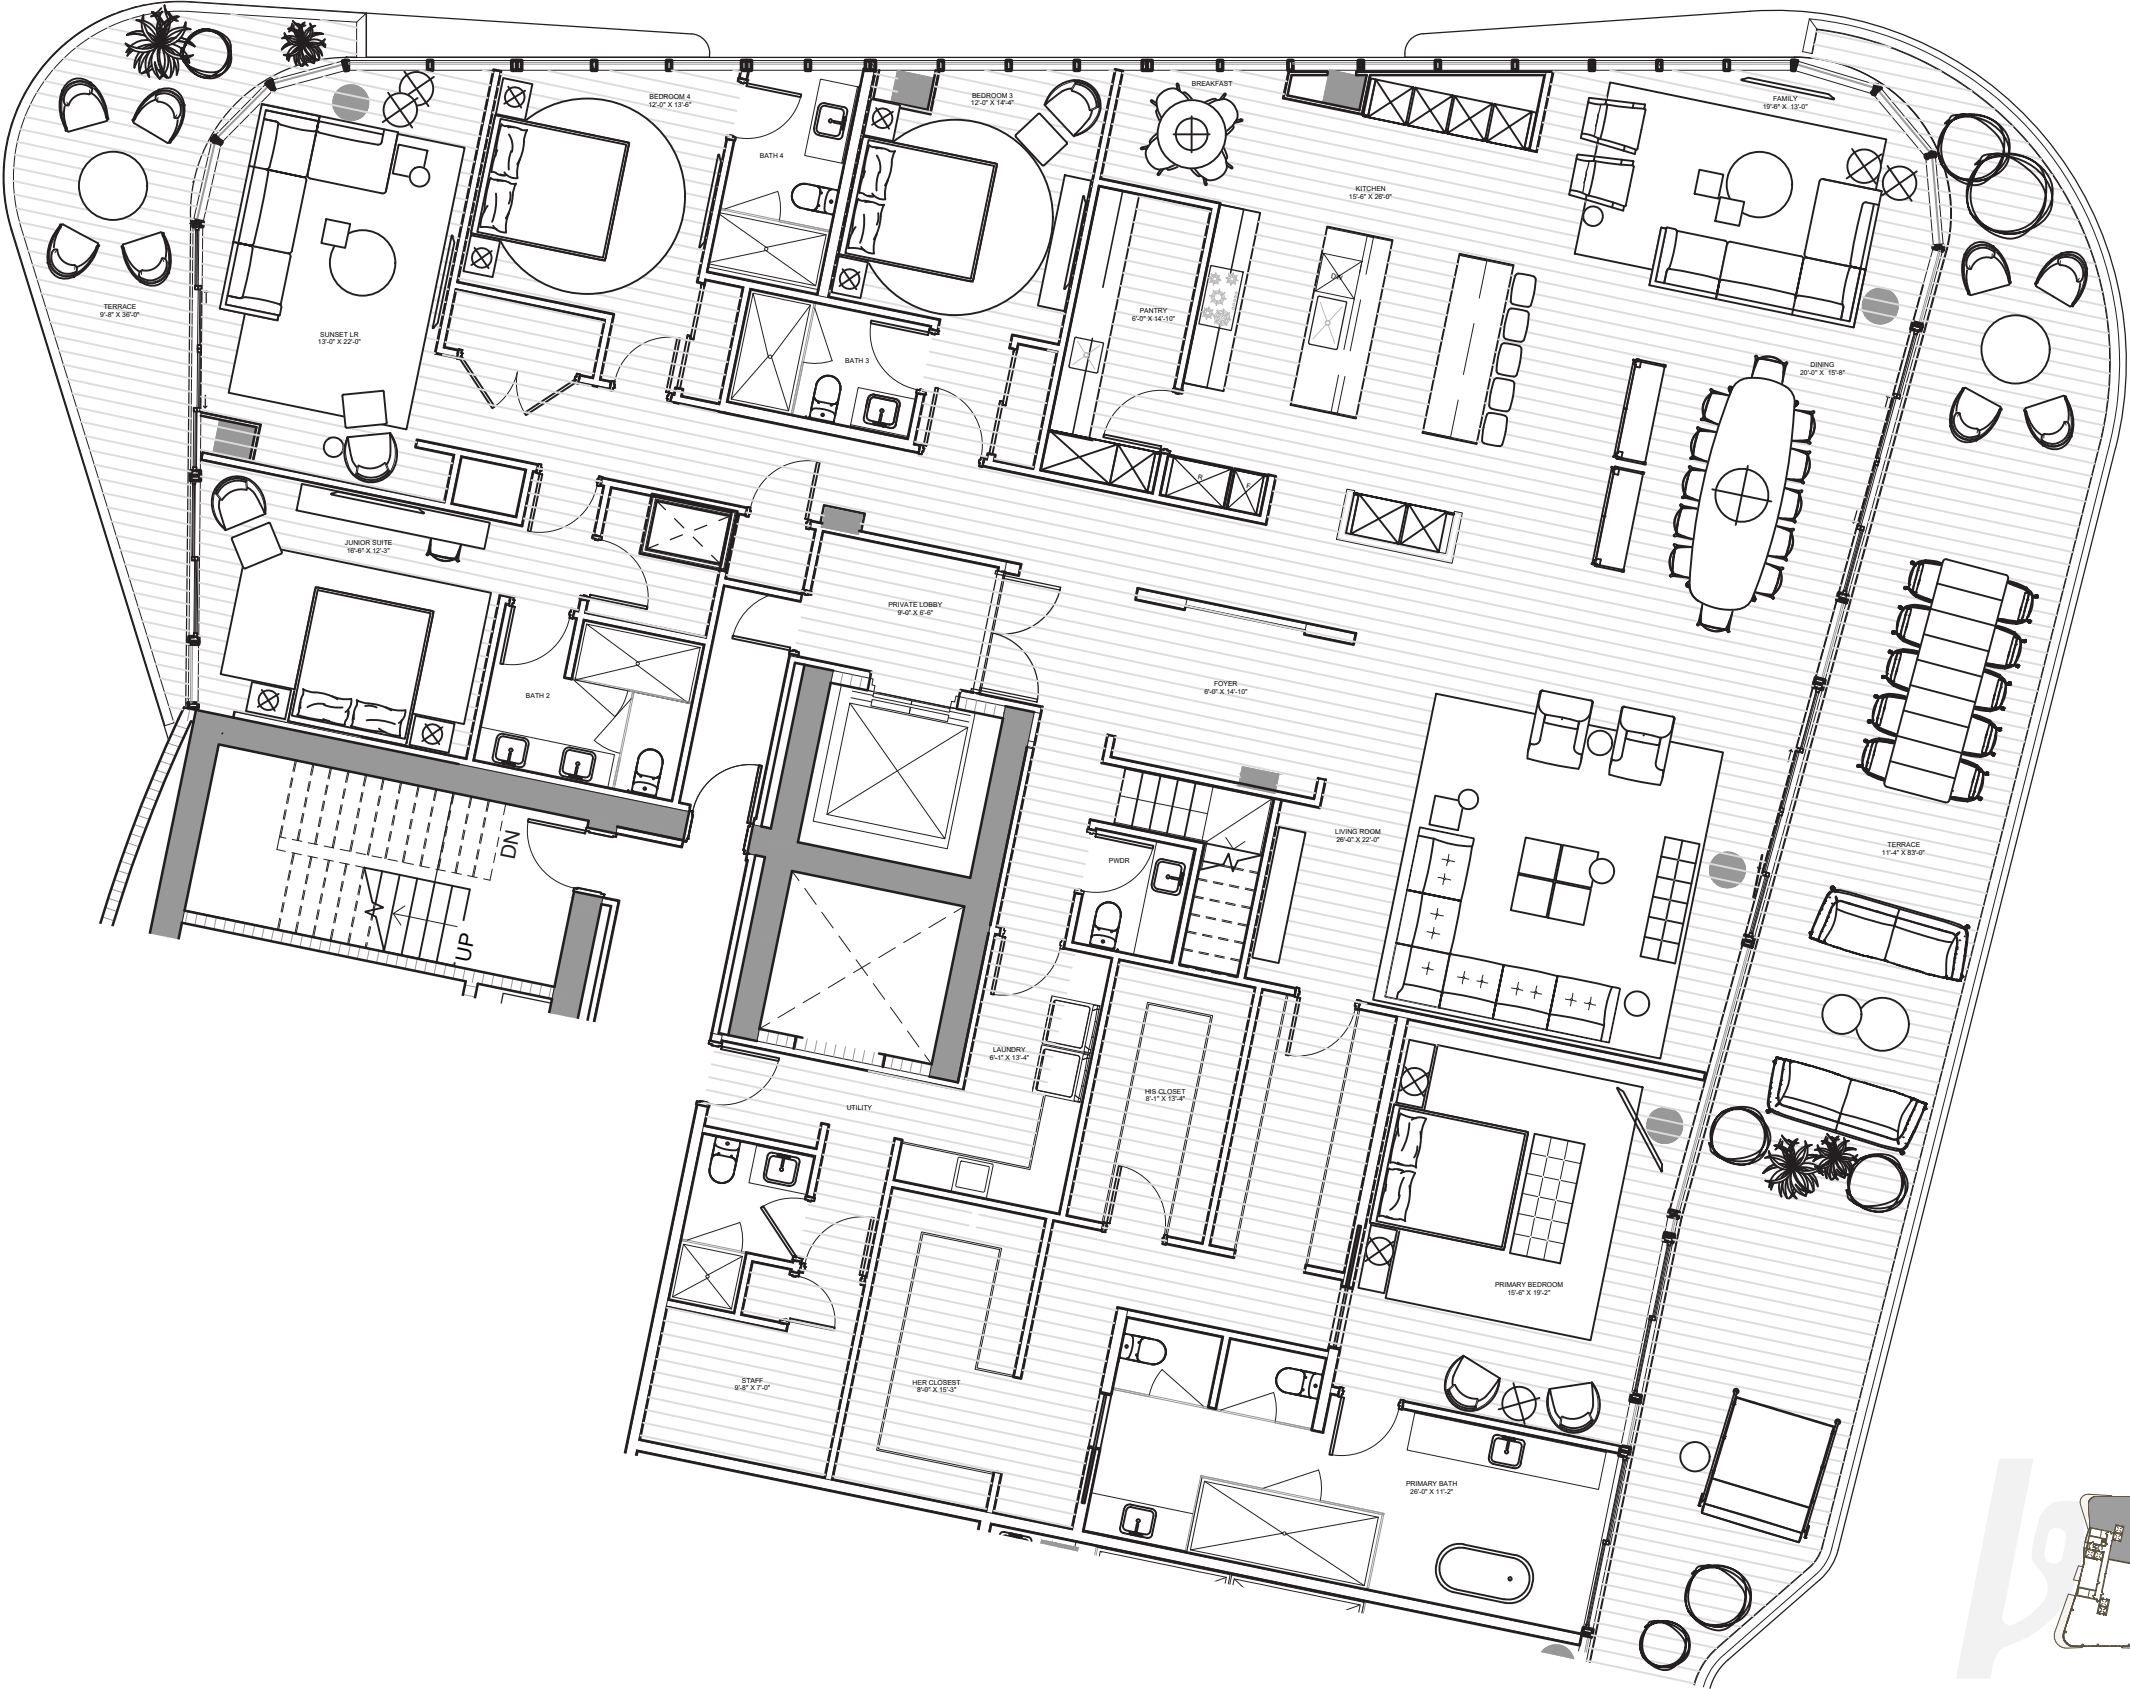 BREAKFAST
BEDROOM 4
12'-0" X 13'-6"
BEDROOM 3
12'-0" X 14'-4"
FAMILY
19'-6" X 13'-0"
BATH 4
KITCHEN
15'-6" X 26'-0"
TERRACE
9'-8" X 36'-0"
SUNSET LR
13'-0" X 22'-0"
PANTRY
6'-0" X 14'-10"
DW
BATH 3
DINING
20'-0" X 15'-8"
R
F
JUNIOR SUITE
16'-6" X 12'-3"
PRIVATE LOBBY
9'-0" X 6'-6"
BATH 2
FOYER
6'-0" X 14'-10"
DN
UP
PWDR
LIVING ROOM
26'-0" X 22'-0"
TERRACE
11'-4" X 83'-0"
LAUNDRY
6'-1" X 13'-4"
HIS CLOSET
8'-1" X 13'-4"
UTILITY
PRIMARY BEDROOM
15'-6" X 19'-2"
STAFF
9'-8" X 7'-0"
HER CLOSEST
8'-0" X 15'-3"
PRIMARY BATH
26'-0" X 11'-2"